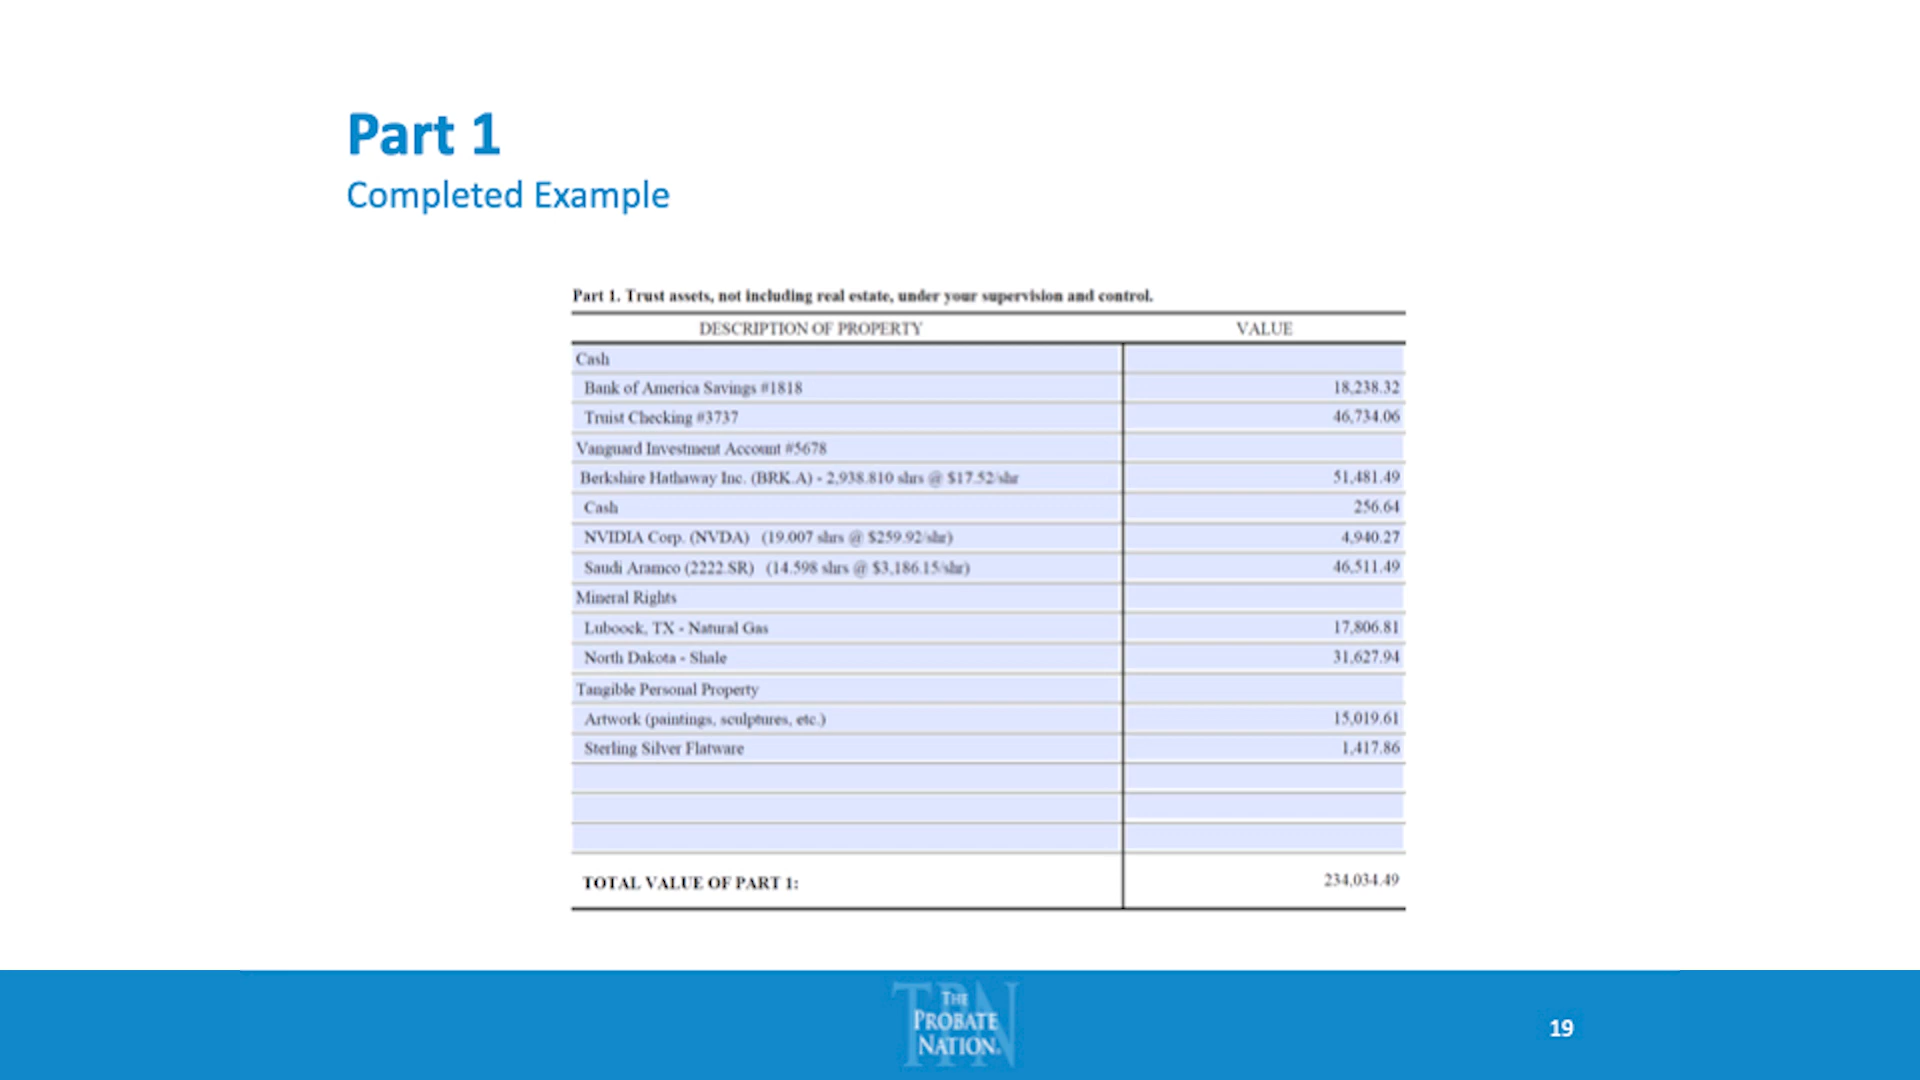 Part 1
Completed Example
Part 1. Trust assets, not including real estate, under your supervision and control.
DESCRIPTION OF PROPERTY VALUE
Cash
Bank of America Savings #1818 18,238.32
Truist Checking #3737 46,734.06
Vanguard Investment Account #5678
Berkshire Hathaway Inc. (BRK.A) - 2,938.810 shrs @ $17.52/shr 51,481.49
Cash 256.64
NVIDIA Corp. (NVDA) (19.007 shrs @ $259.92/shr) 4,940.27
Saudi Aramco (2222.SR) (14.598 shrs @ $3,186.15/shr) 46,511.49
Mineral Rights
Luboock, TX - Natural Gas 17,806.81
North Dakota - Shale 31,627.94
Tangible Personal Property
Artwork (paintings, sculptures, etc.) 15,019.61
Sterling Silver Flatware 1,417.86
TOTAL VALUE OF PART 1: 234,034.49
TPN
THE
PROBATE
NATION.
19